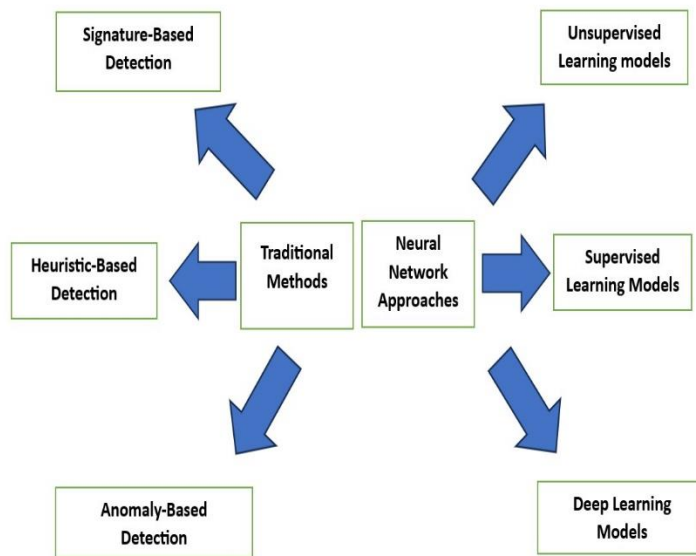 Signature-Based
Detection
Unsupervised
Learning models
Heuristic-Based
Detection
Traditional
Methods
Neural
Network
Approaches
Supervised
Learning Models
Anomaly-Based
Detection
Deep Learning
Models